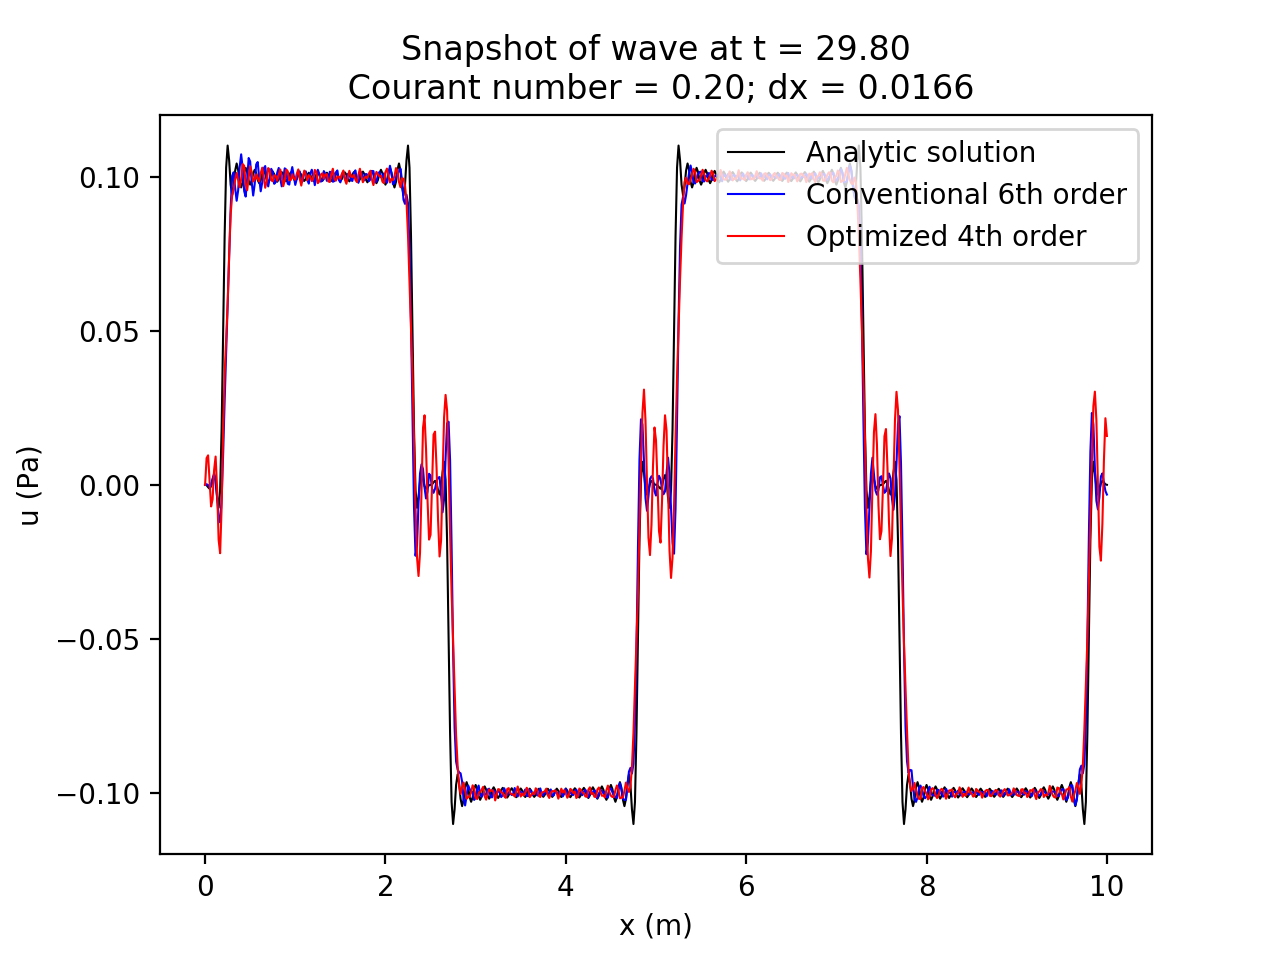 Snapshot of wave at t = 29.80
Courant number = 0.20; dx = 0.0166
Analytic solution
Conventional 6th order
Optimized 4th order
0.10
0.05
0.00
−0.05
−0.10
u (Pa)
0 2 4 6 8 10
x (m)